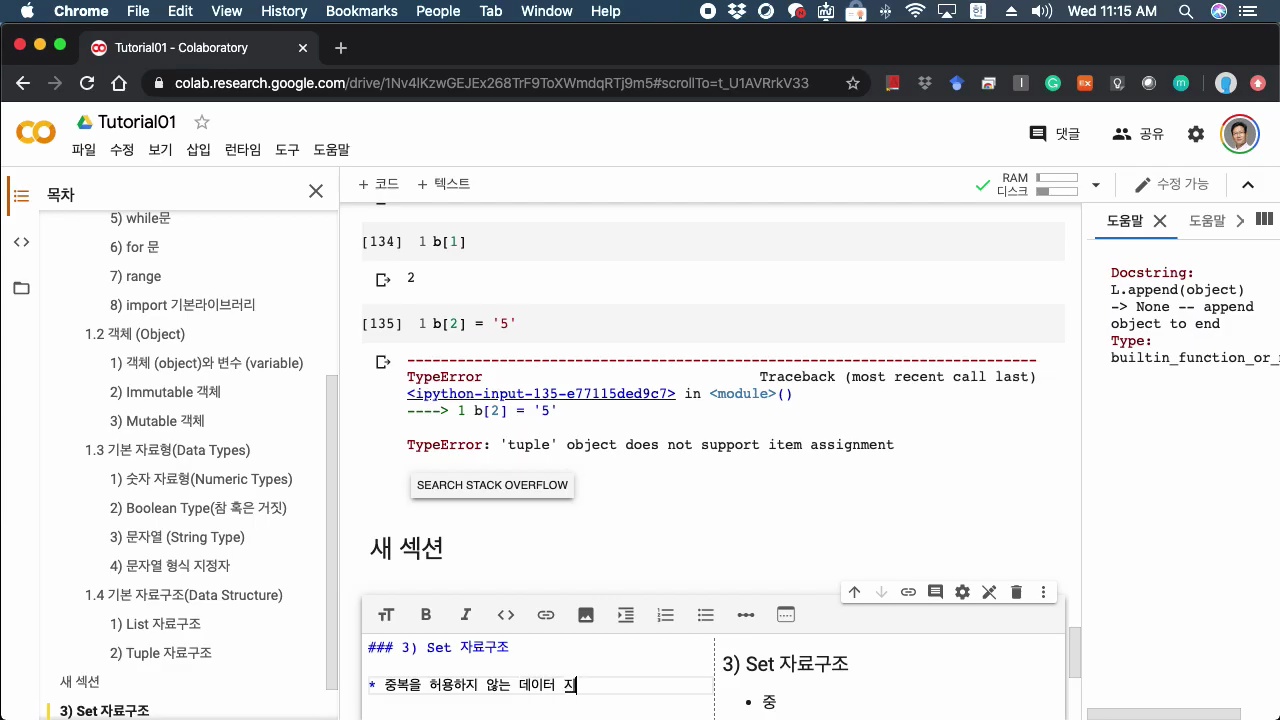 Chrome File Edit View History Bookmarks People Tab Window Help 한 Wed 11:15 AM
Tutorial01 - Colaboratory
colab.research.google.com/drive/1Nv4lKzwGEJEx268TrF9ToXWmdqRTj9m5#scrollTo=t_U1AVRrkV33
Tutorial01
파일 수정 보기 삽입 런타임 도구 도움말
댓글 공유
목차
+ 코드 + 텍스트
RAM
디스크
수정 가능
도움말 도움말
5) while문
6) for 문
7) range
8) import 기본라이브러리
1.2 객체 (Object)
1) 객체 (object)와 변수 (variable)
2) Immutable 객체
3) Mutable 객체
1.3 기본 자료형(Data Types)
1) 숫자 자료형(Numeric Types)
2) Boolean Type(참 혹은 거짓)
3) 문자열 (String Type)
4) 문자열 형식 지정자
1.4 기본 자료구조(Data Structure)
1) List 자료구조
2) Tuple 자료구조
새 섹션
3) Set 자료구조
[134] 1 b[1]
2
[135] 1 b[2] = '5'
---------------------------------------------------------------------------
TypeError Traceback (most recent call last)
<ipython-input-135-e77115ded9c7> in <module>()
----> 1 b[2] = '5'
TypeError: 'tuple' object does not support item assignment
SEARCH STACK OVERFLOW
새 섹션
### 3) Set 자료구조
* 중복을 허용하지 않는 데이터 지
3) Set 자료구조
• 중
Docstring:
L.append(object)
-> None -- append
object to end
Type:
builtin_function_or_